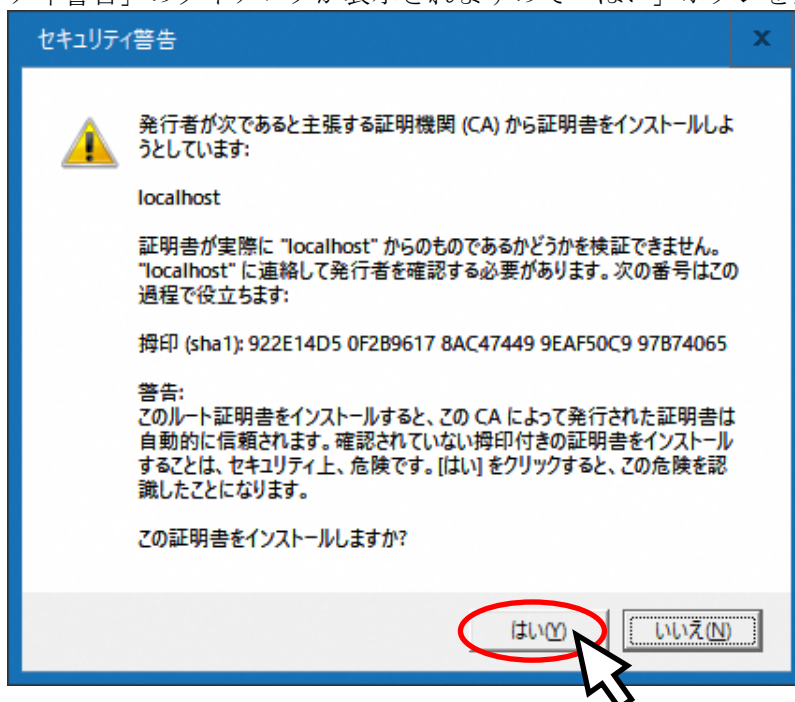 セキュリティ警告
x
発行者が次であると主張する証明機関 (CA) から証明書をインストールしよ
うとしています:
localhost
証明書が実際に "localhost" からのものであるかどうかを検証できません。
"localhost" に連絡して発行者を確認する必要があります。次の番号はこの
過程で役立ちます:
拇印 (sha1): 922E14D5 0F2B9617 8AC47449 9EAF50C9 97B74065
警告:
このルート証明書をインストールすると、この CA によって発行された証明書は
自動的に信頼されます。確認されていない拇印付きの証明書をインストール
することは、セキュリティ上、危険です。[はい] をクリックすると、この危険を認
識したことになります。
この証明書をインストールしますか?
はい(Y)
いいえ(N)